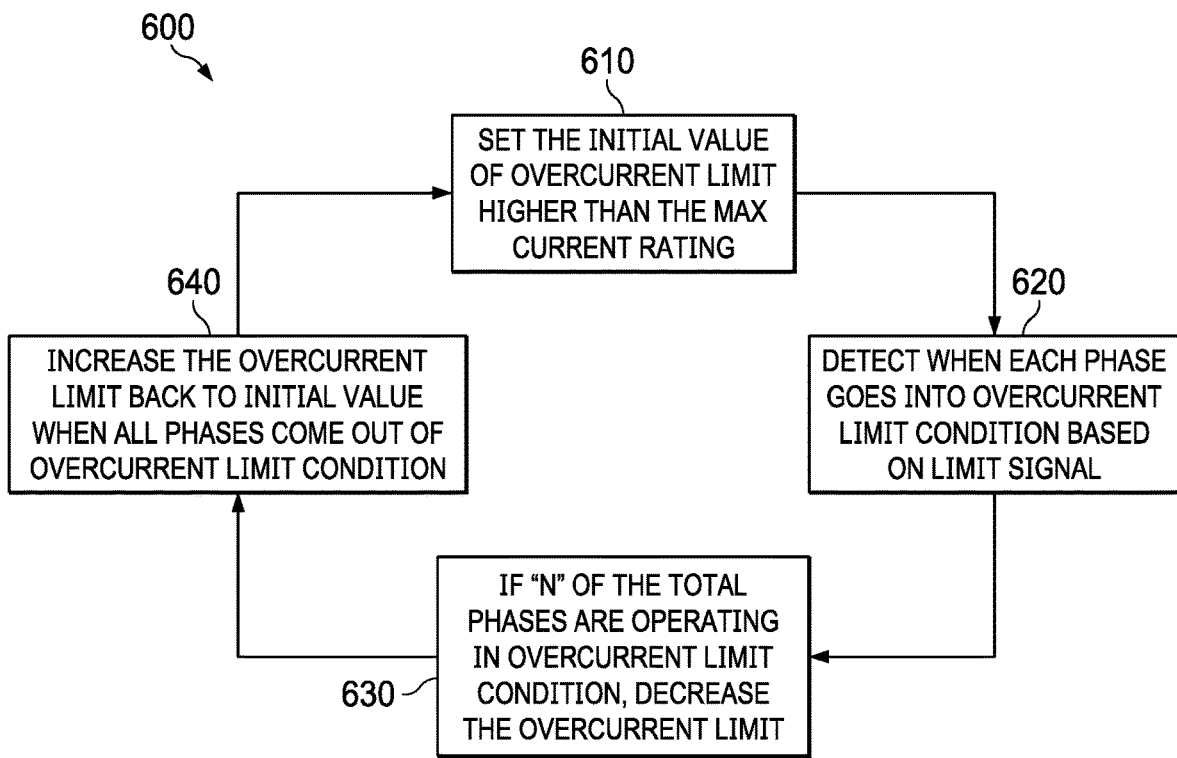 600
610
SET THE INITIAL VALUE
OF OVERCURRENT LIMIT
HIGHER THAN THE MAX
CURRENT RATING
640
INCREASE THE OVERCURRENT
LIMIT BACK TO INITIAL VALUE
WHEN ALL PHASES COME OUT OF
OVERCURRENT LIMIT CONDITION
620
DETECT WHEN EACH PHASE
GOES INTO OVERCURRENT
LIMIT CONDITION BASED
ON LIMIT SIGNAL
630
IF “N” OF THE TOTAL
PHASES ARE OPERATING
IN OVERCURRENT LIMIT
CONDITION, DECREASE
THE OVERCURRENT LIMIT